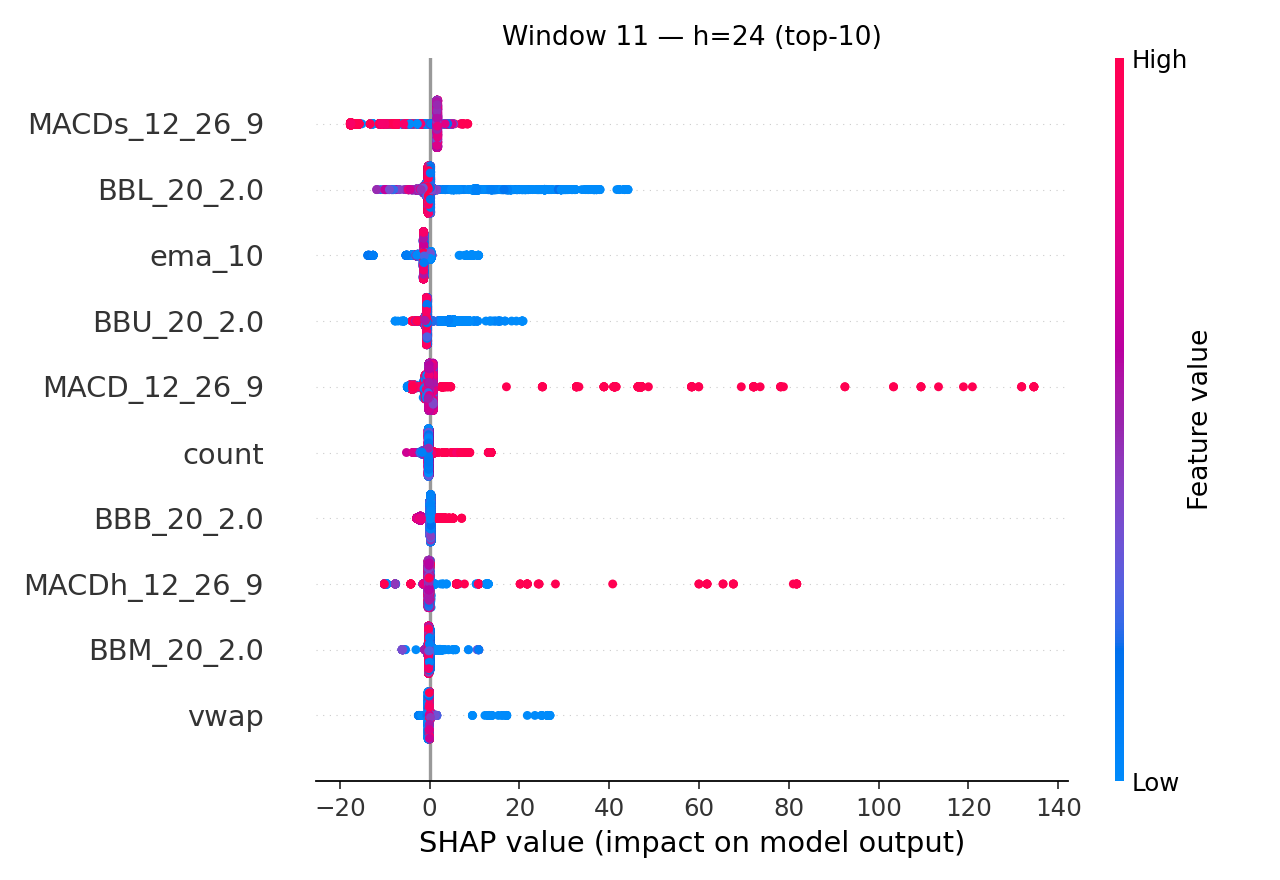 Window 11 — h=24 (top-10)
High
MACDs_12_26_9
BBL_20_2.0
ema_10
BBU_20_2.0
MACD_12_26_9
count
BBB_20_2.0
MACDh_12_26_9
BBM_20_2.0
vwap
Feature value
Low
−20 0 20 40 60 80 100 120 140
SHAP value (impact on model output)